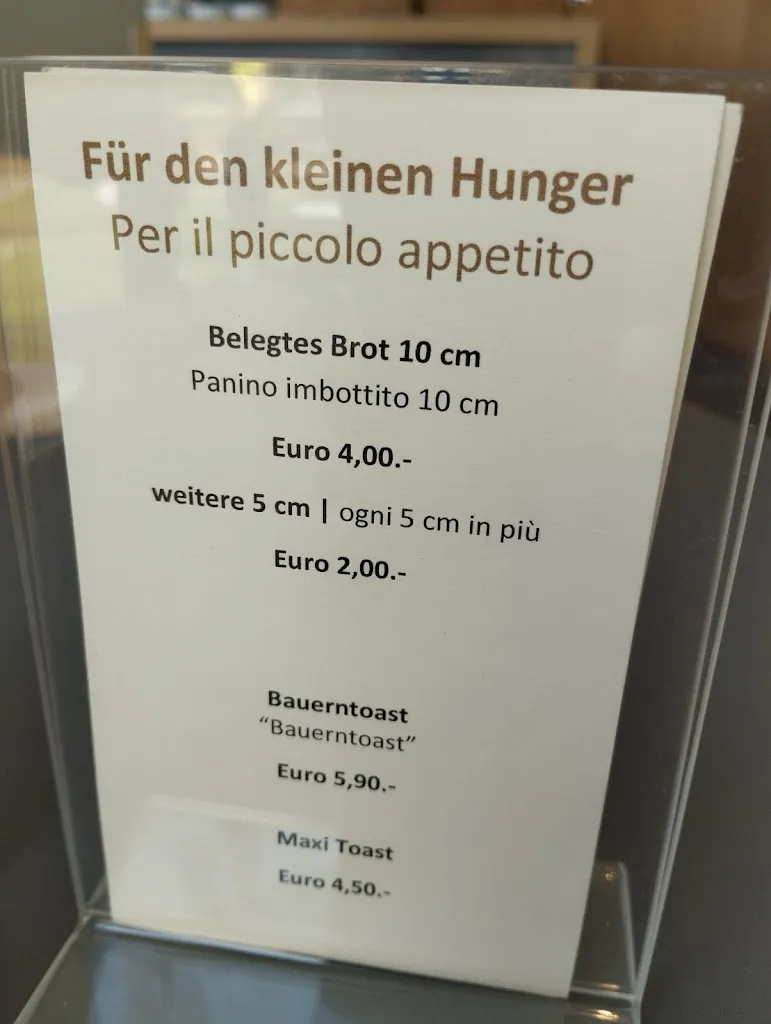 Für den kleinen Hunger
Per il piccolo appetito
Belegtes Brot 10 cm
Panino imbottito 10 cm
Euro 4,00.-
weitere 5 cm | ogni 5 cm in più
Euro 2,00.-
Bauerntoast
“Bauerntoast”
Euro 5,90.-
Maxi Toast
Euro 4,50.-